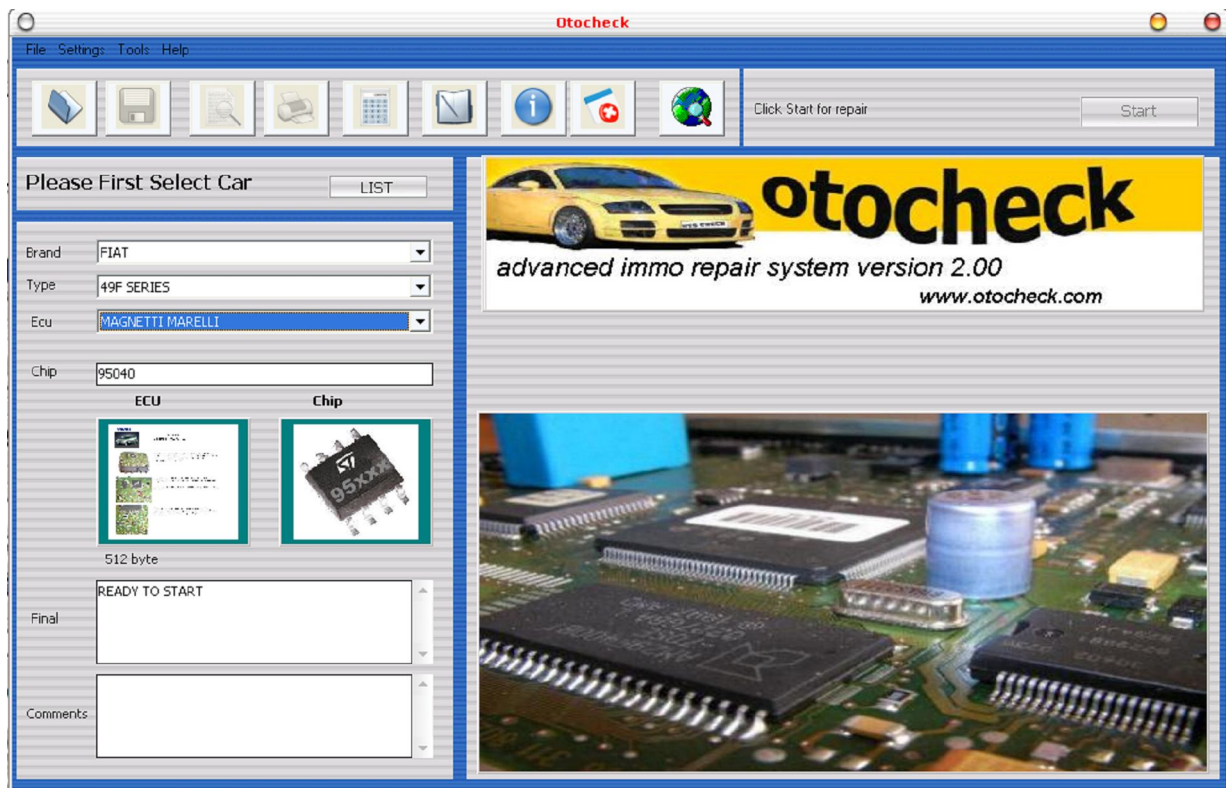 Otocheck
File Settings Tools Help
Click Start for repair
Start
Please First Select Car
LIST
otocheck
advanced immo repair system version 2.00
www.otocheck.com
Brand
FIAT
Type
49F SERIES
Ecu
MAGNETTI MARELLI
Chip
95040
ECU Chip
ST
95xxx
512 byte
READY TO START
Final
Comments